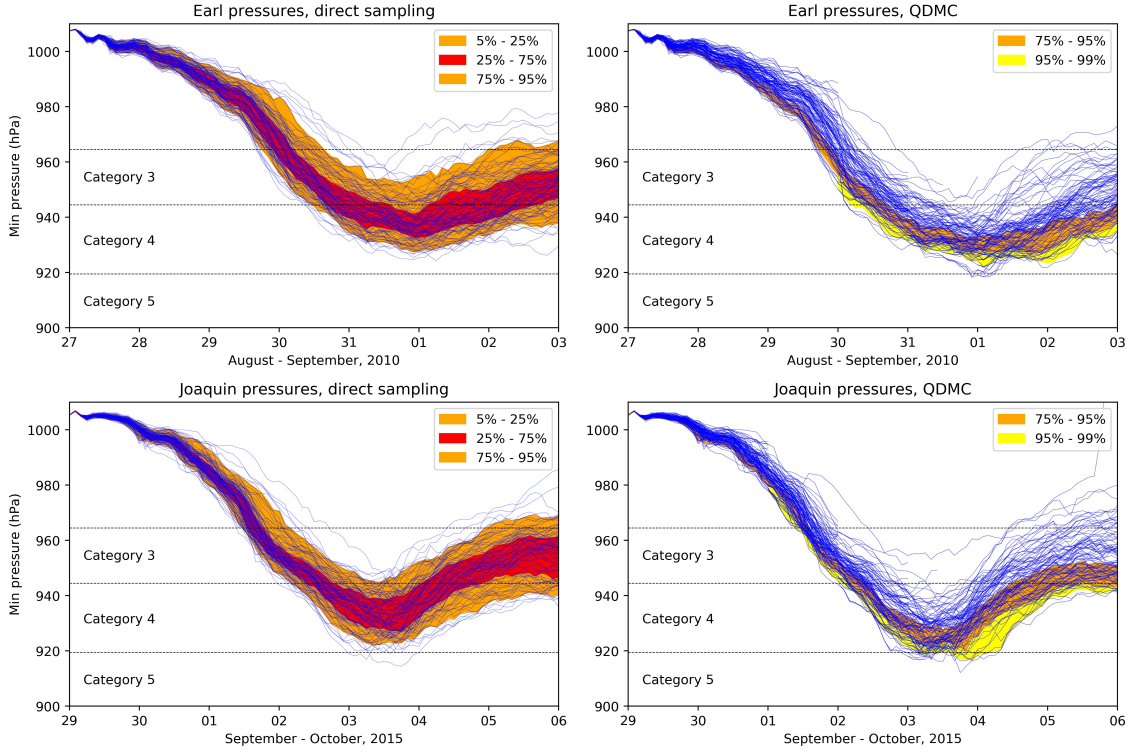 Earl pressures, direct sampling
Min pressure (hPa)
1000
980
960
940
920
900
5% - 25%
25% - 75%
75% - 95%
Category 3
Category 4
Category 5
27 28 29 30 31 01 02 03
August - September, 2010
Earl pressures, QDMC
1000
980
960
940
920
900
75% - 95%
95% - 99%
Category 3
Category 4
Category 5
27 28 29 30 31 01 02 03
August - September, 2010
Joaquin pressures, direct sampling
Min pressure (hPa)
1000
980
960
940
920
900
5% - 25%
25% - 75%
75% - 95%
Category 3
Category 4
Category 5
29 30 01 02 03 04 05 06
September - October, 2015
Joaquin pressures, QDMC
1000
980
960
940
920
900
75% - 95%
95% - 99%
Category 3
Category 4
Category 5
29 30 01 02 03 04 05 06
September - October, 2015